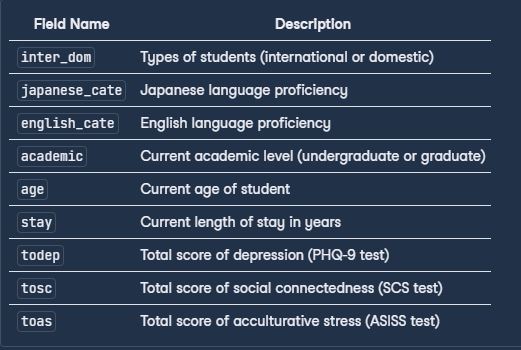 Field Name Description
inter_dom Types of students (international or domestic)
japanese_cate Japanese language proficiency
english_cate English language proficiency
academic Current academic level (undergraduate or graduate)
age Current age of student
stay Current length of stay in years
todep Total score of depression (PHQ-9 test)
tosc Total score of social connectedness (SCS test)
toas Total score of acculturative stress (ASISS test)